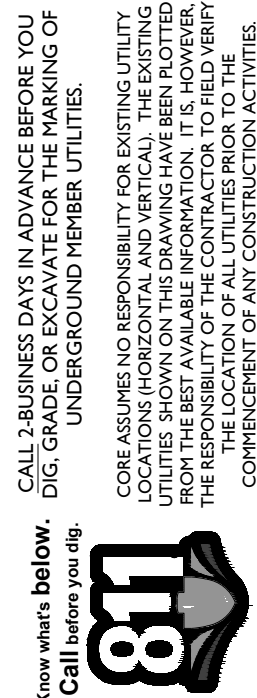 Know what's below.
Call before you dig.
811
CALL 2-BUSINESS DAYS IN ADVANCE BEFORE YOU
DIG, GRADE, OR EXCAVATE FOR THE MARKING OF
UNDERGROUND MEMBER UTILITIES.
CORE ASSUMES NO RESPONSIBILITY FOR EXISTING UTILITY
LOCATIONS (HORIZONTAL AND VERTICAL). THE EXISTING
UTILITIES SHOWN ON THIS DRAWING HAVE BEEN PLOTTED
FROM THE BEST AVAILABLE INFORMATION. IT IS, HOWEVER,
THE RESPONSIBILITY OF THE CONTRACTOR TO FIELD VERIFY
THE LOCATION OF ALL UTILITIES PRIOR TO THE
COMMENCEMENT OF ANY CONSTRUCTION ACTIVITIES.